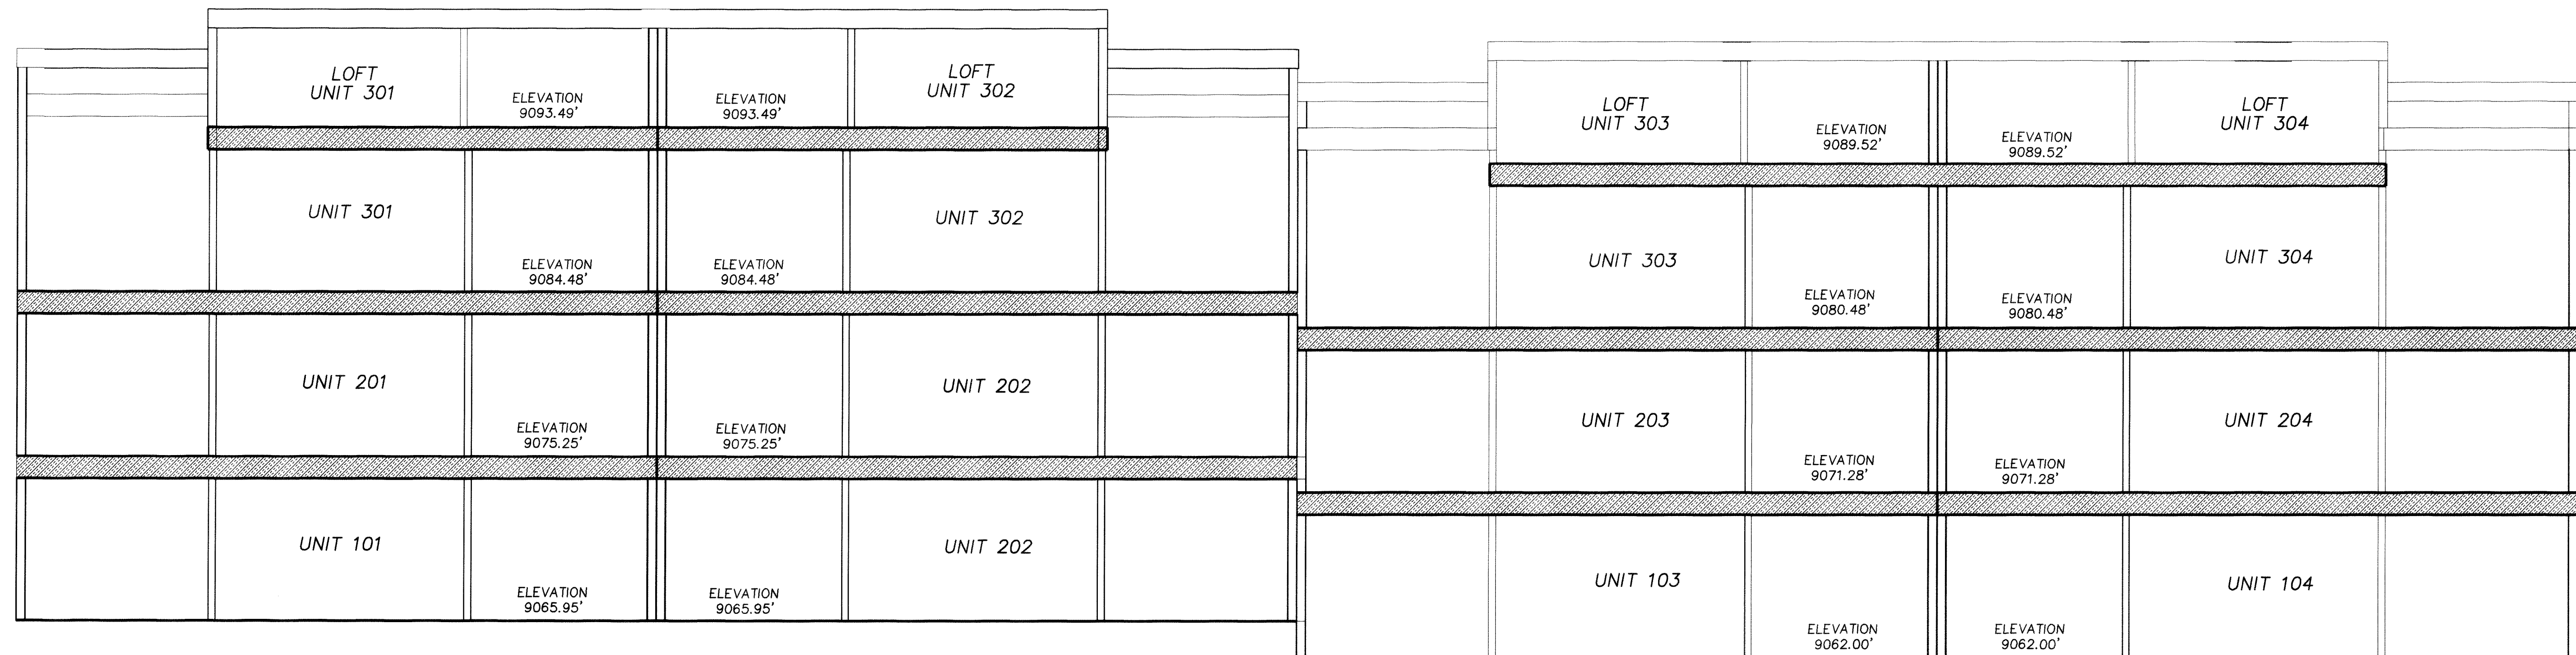 LOFT
UNIT 301
ELEVATION
9093.49'
ELEVATION
9093.49'
LOFT
UNIT 302
LOFT
UNIT 303
ELEVATION
9089.52'
ELEVATION
9089.52'
LOFT
UNIT 304
UNIT 301
ELEVATION
9084.48'
ELEVATION
9084.48'
UNIT 302
UNIT 303
ELEVATION
9080.48'
ELEVATION
9080.48'
UNIT 304
UNIT 201
ELEVATION
9075.25'
ELEVATION
9075.25'
UNIT 202
UNIT 203
ELEVATION
9071.28'
ELEVATION
9071.28'
UNIT 204
UNIT 101
ELEVATION
9065.95'
ELEVATION
9065.95'
UNIT 202
UNIT 103
ELEVATION
9062.00'
ELEVATION
9062.00'
UNIT 104